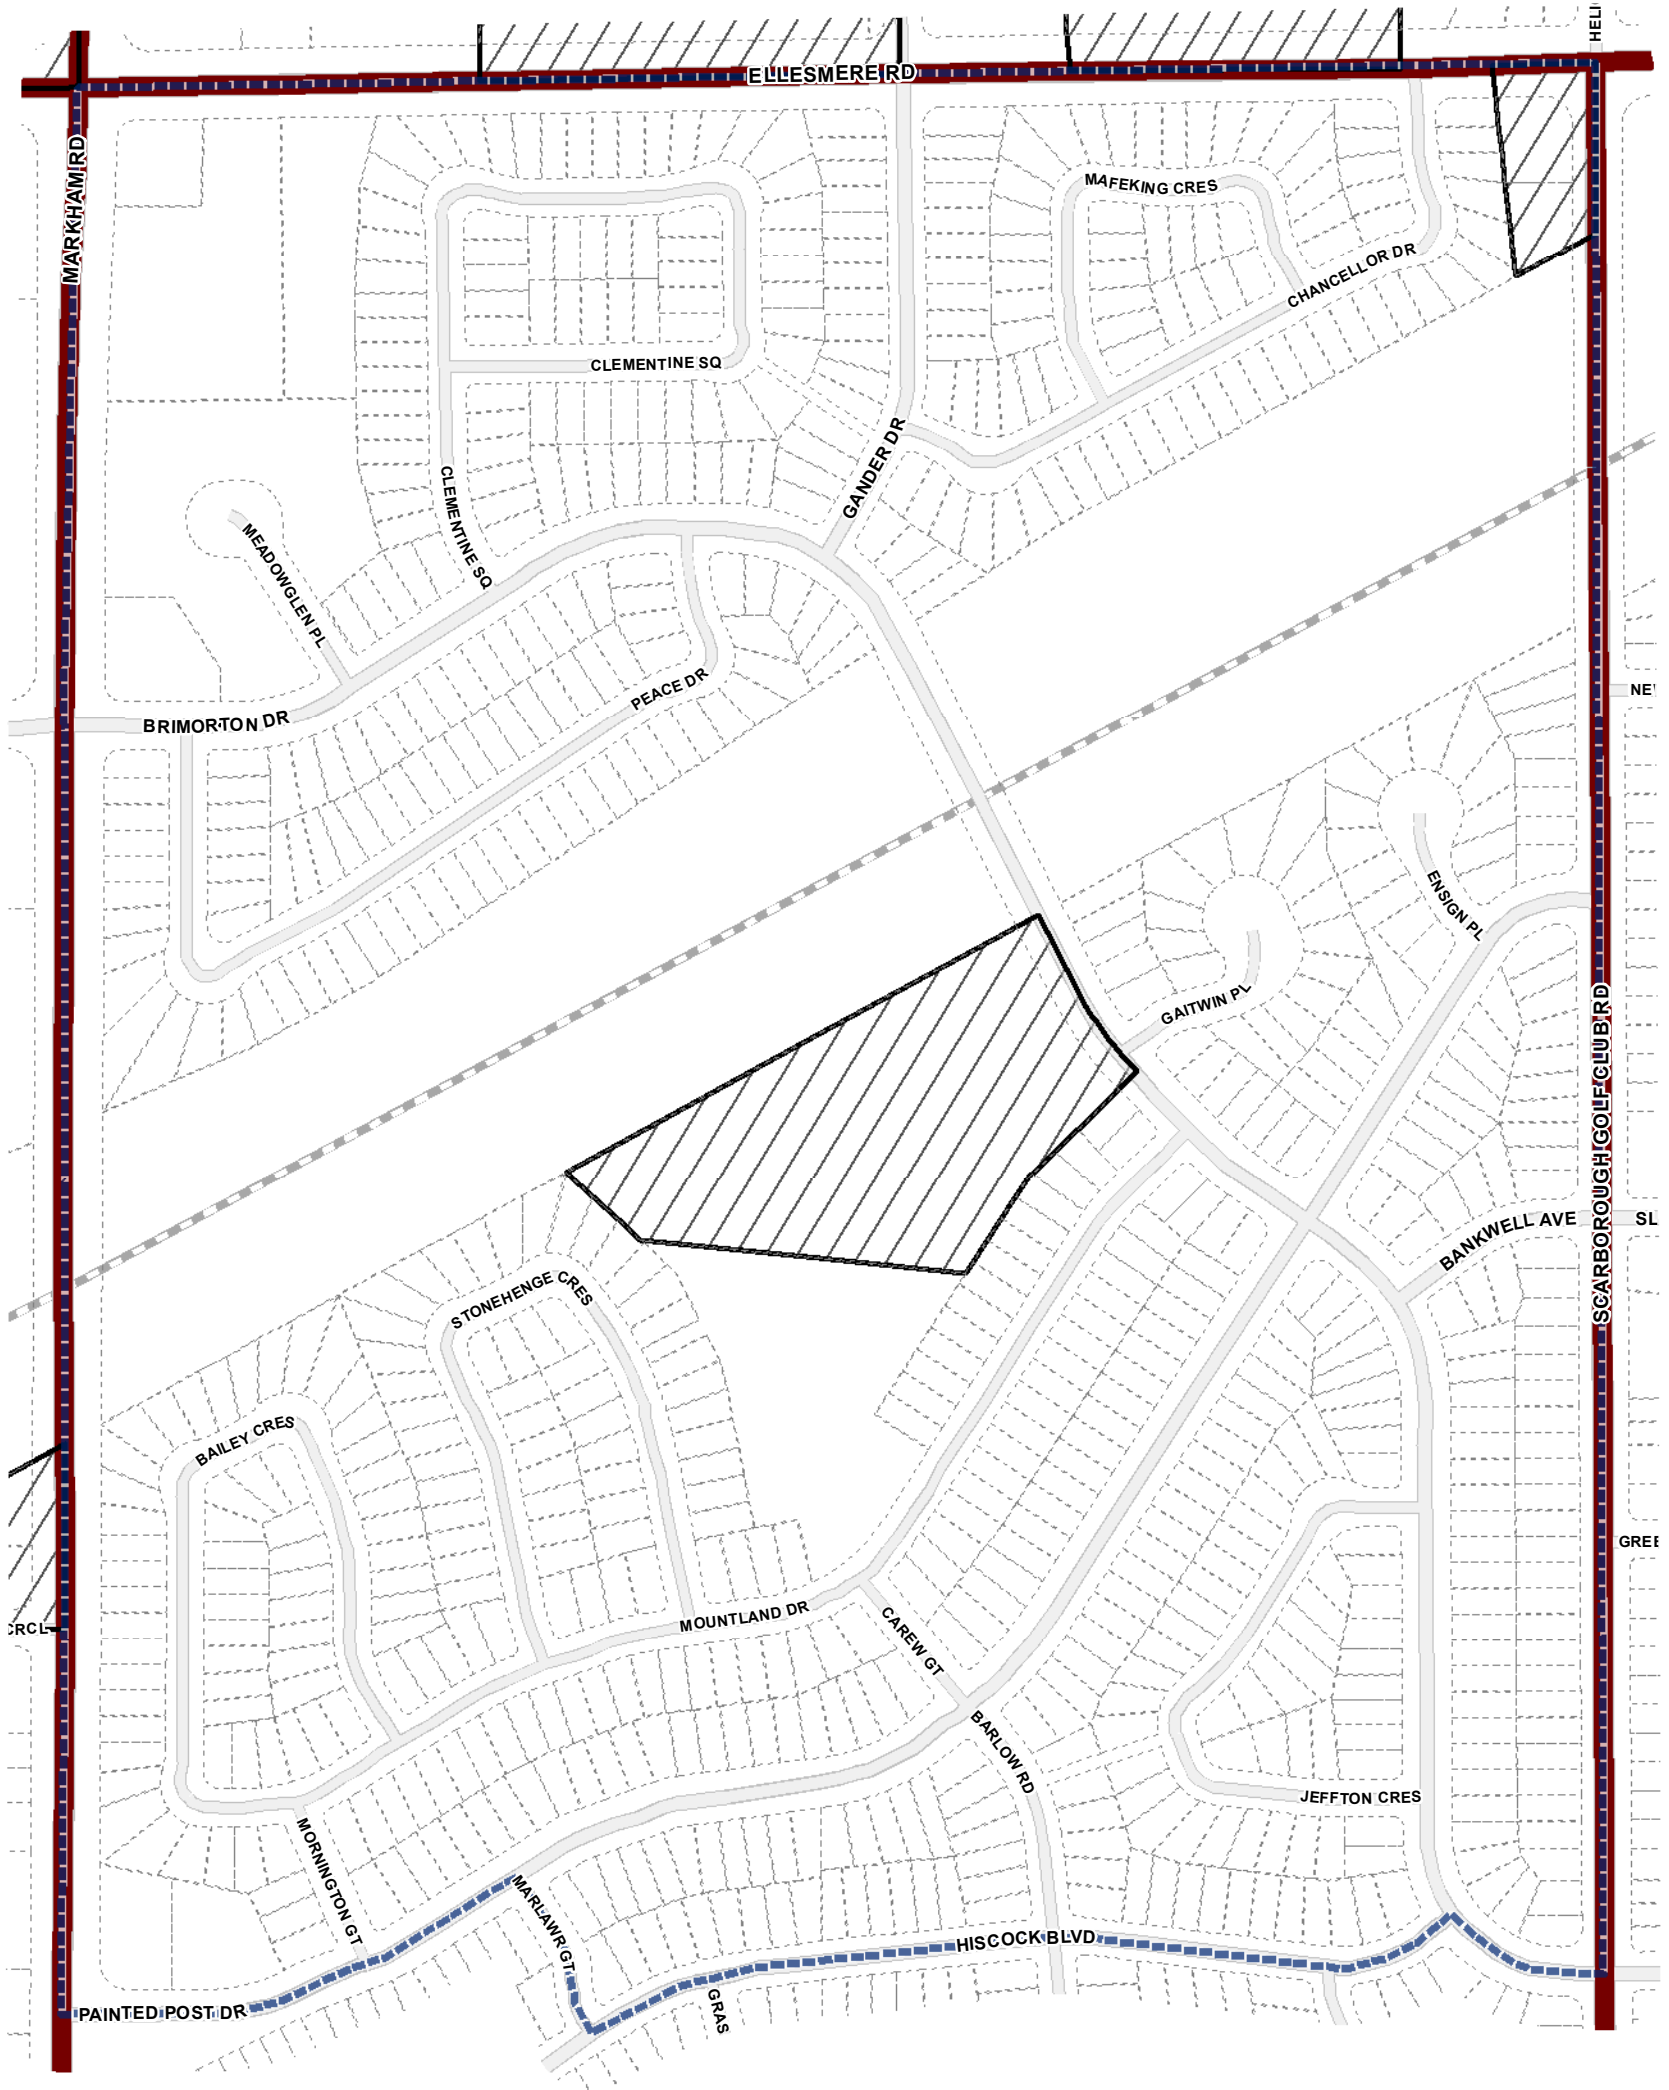 HELL
ELLESMERE RD
MARKHAM RD
MAFEKING CRES
CHANCELLOR DR
CLEMENTINE SQ
GANDER DR
CLEMENTINE SQ
MEADOWGLEN PL
PEACE DR
NE
BRIMORTON DR
ENSIGN PL
GAITWIN PL
SCARBOROUGH GOLF CLUB RD
BANKWELL AVE
SL
STONEHENGE CRES
BAILEY CRES
GREE
CRCL
MOUNTLAND DR
CAREW GT
BARLOW RD
JEFFTON CRES
MORNINGTON GT
MARLAWR GT
HISCOCK BLVD
GRAS
PAINTED POST DR